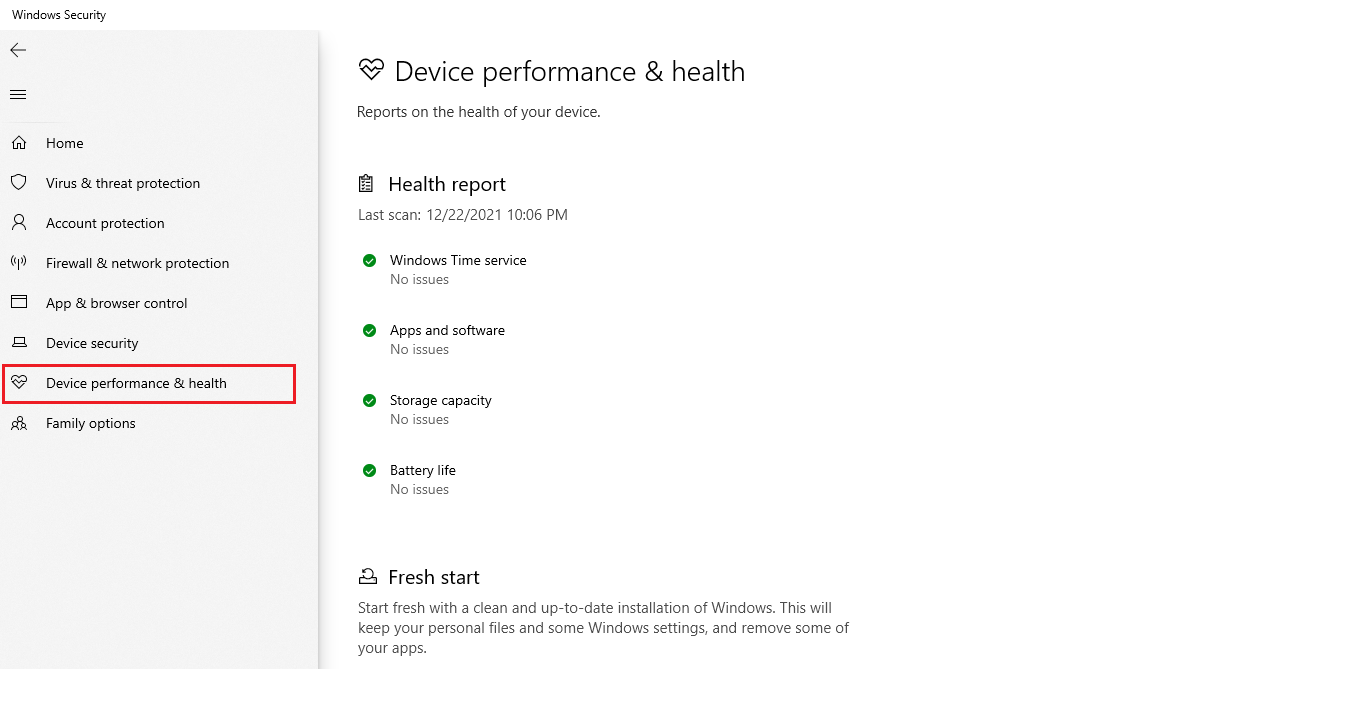 Windows Security
Home
Virus & threat protection
Account protection
Firewall & network protection
App & browser control
Device security
Device performance & health
Family options
Device performance & health
Reports on the health of your device.
Health report
Last scan: 12/22/2021 10:06 PM
Windows Time service
No issues
Apps and software
No issues
Storage capacity
No issues
Battery life
No issues
Fresh start
Start fresh with a clean and up-to-date installation of Windows. This will
keep your personal files and some Windows settings, and remove some of
your apps.